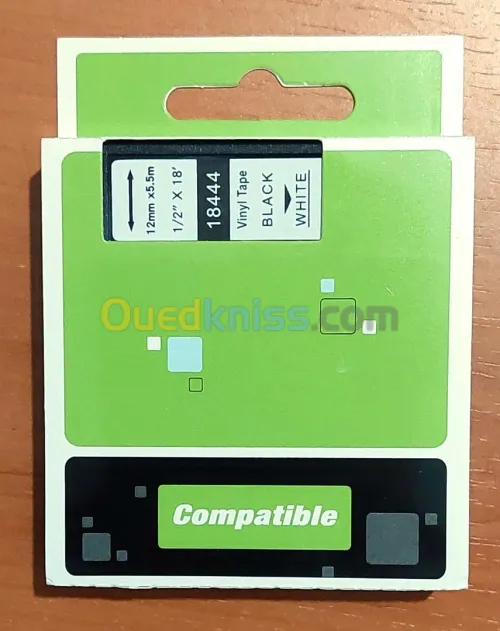 12mm x5.5m
1/2" X 18'
18444
Vinyl Tape
BLACK
WHITE
Ouedkniss.com
Compatible